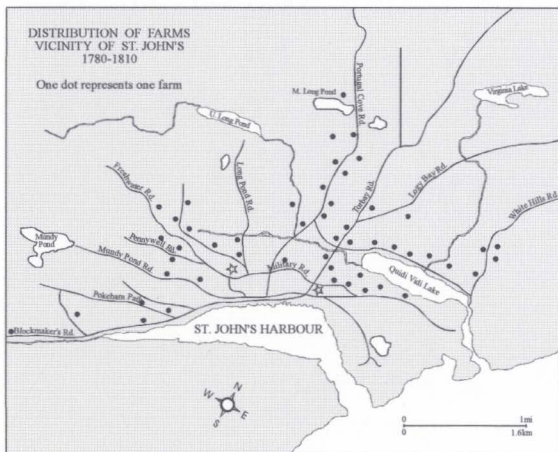 DISTRIBUTION OF FARMS
VICINITY OF ST. JOHN'S
1780-1810
One dot represents one farm
M. Long Pond
Portugal Cove Rd.
Virginia Lake
U. Long Pond
Freshwater Rd.
Long Pond Rd.
Torbay Rd.
Logy Bay Rd.
White Hills Rd.
Mundy
Pond
Pennywell Rd.
Mundy Pond Rd.
Military Rd.
Quidi Vidi Lake
Pokeham Path
ST. JOHN'S HARBOUR
Blockmaker's Rd.
N
W
E
S
0 1mi
0 1.6km